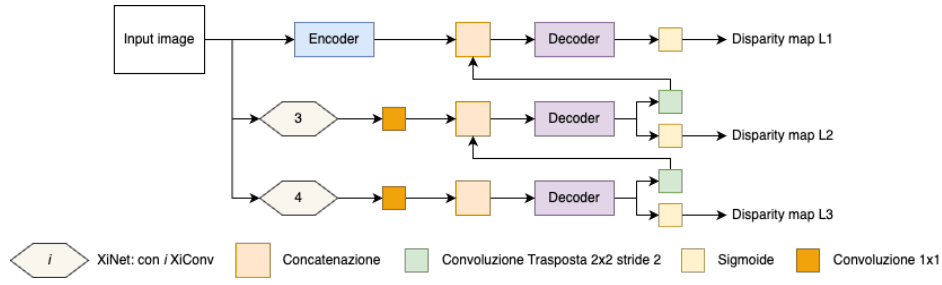 Input image
Encoder
Decoder
Disparity map L1
3
Decoder
Disparity map L2
4
Decoder
Disparity map L3
i
XiNet: con i XiConv
Concatenazione
Convoluzione Trasposta 2x2 stride 2
Sigmoide
Convoluzione 1x1